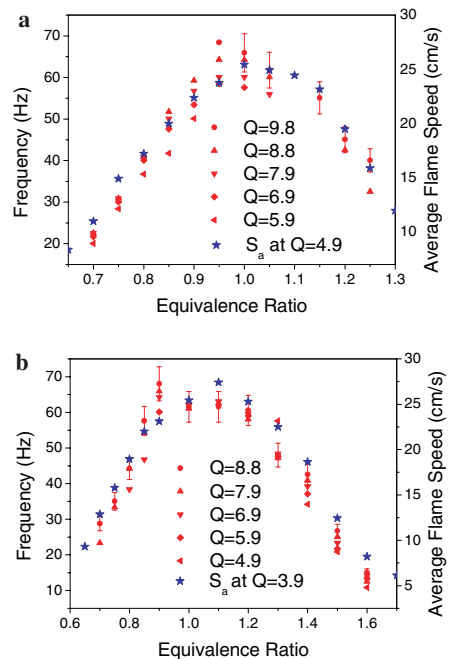 a
30
70
25
60
20
50
15
40
10
30
20
Frequency (Hz)
Average Flame Speed (cm/s)
Q=9.8
Q=8.8
Q=7.9
Q=6.9
Q=5.9
Sa at Q=4.9
0.7 0.8 0.9 1.0 1.1 1.2 1.3
Equivalence Ratio
b
30
70
25
60
50
20
40
15
30
10
20
10
5
Frequency (Hz)
Average Flame Speed (cm/s)
Q=8.8
Q=7.9
Q=6.9
Q=5.9
Q=4.9
Sa at Q=3.9
0.6 0.8 1.0 1.2 1.4 1.6
Equivalence Ratio